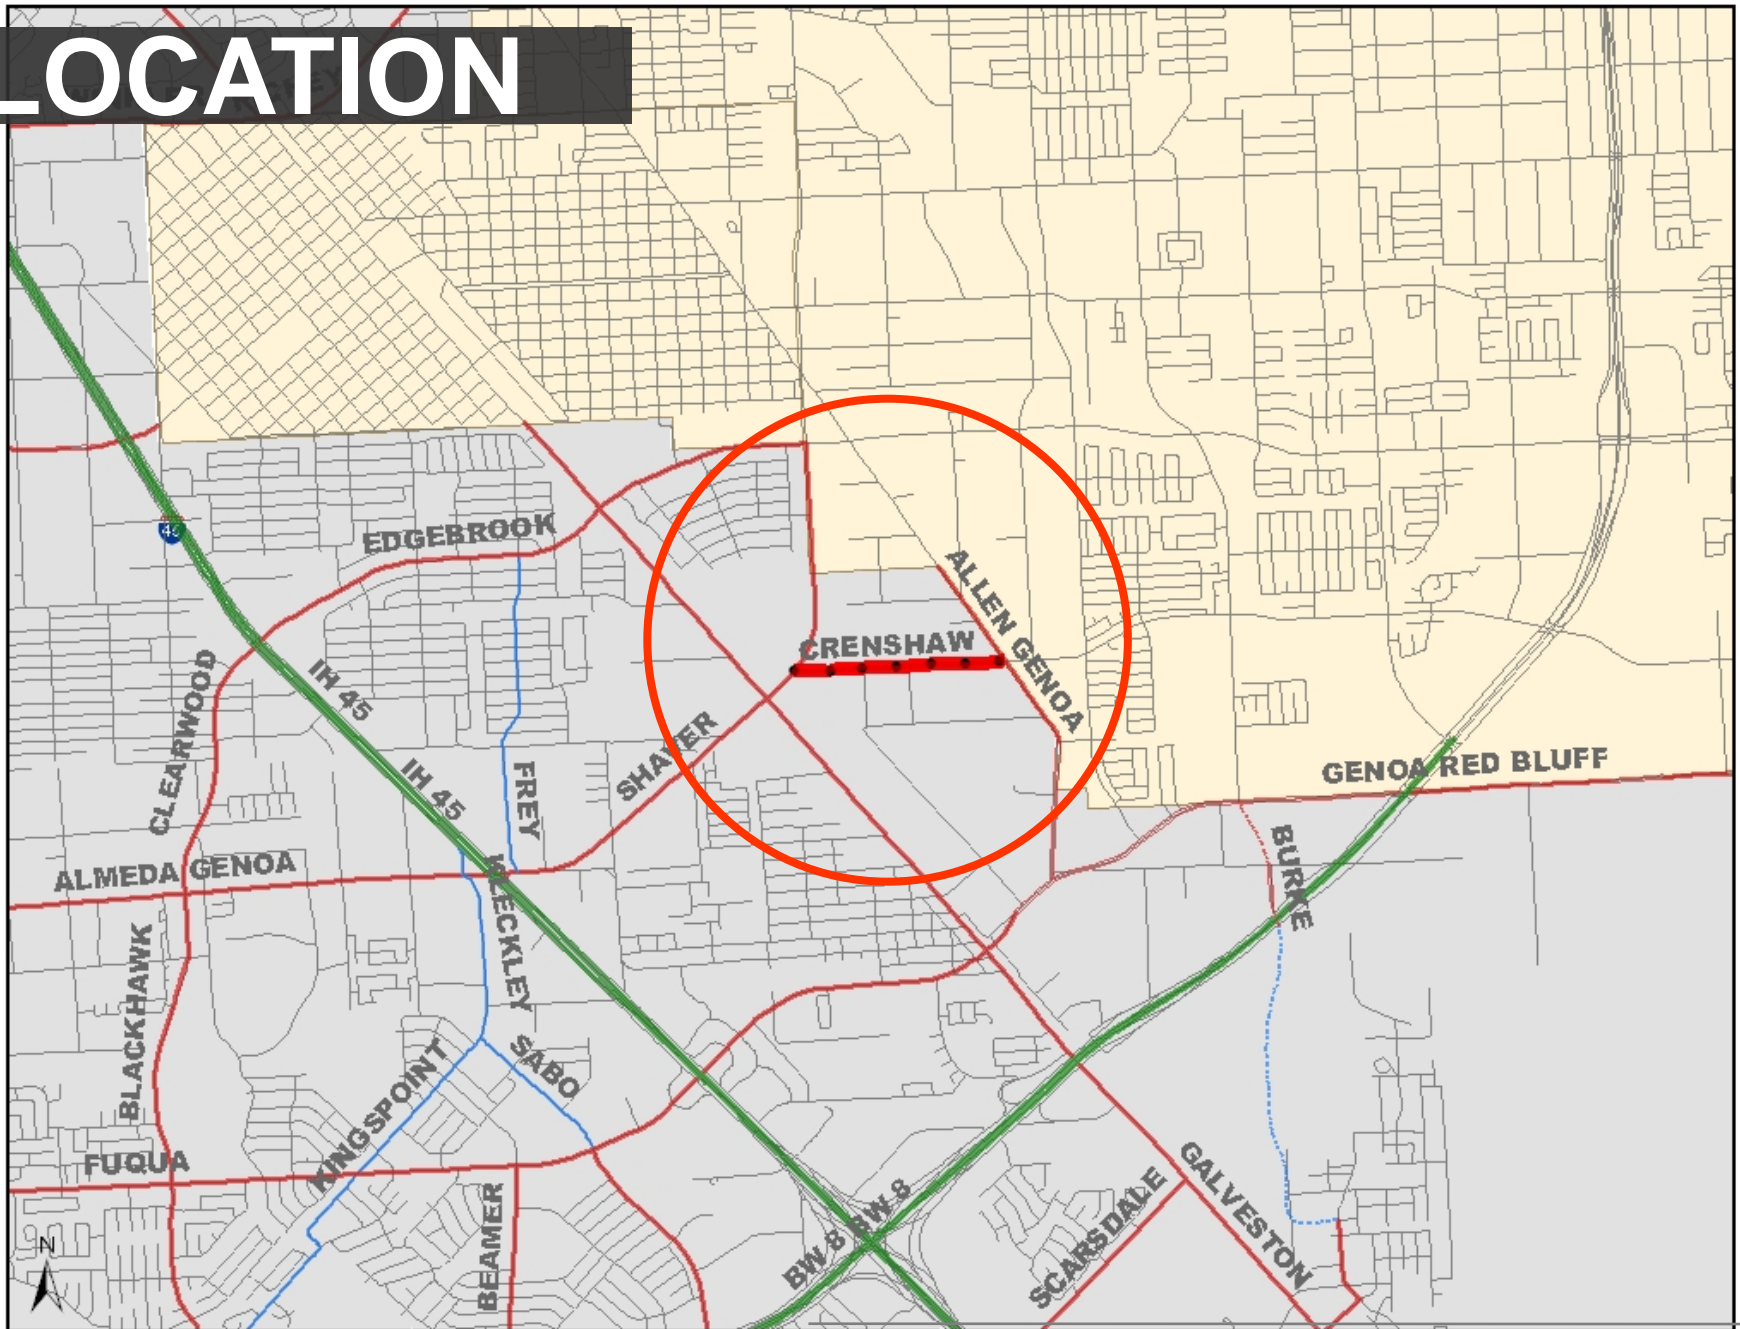 LOCATION
EDGEBROOK
ALLEN GENOA
CRENSHAW
CLEARWOOD
IH 45
IH 45
FREY
SHAVER
GENOA RED BLUFF
ALMEDA GENOA
KLECKLEY
BURKE
BLACKHAWK
KINGSPOINT
SABO
FUQUA
BEAMER
BW 8
BW 8
SCARSDALE
GALVESTON
N